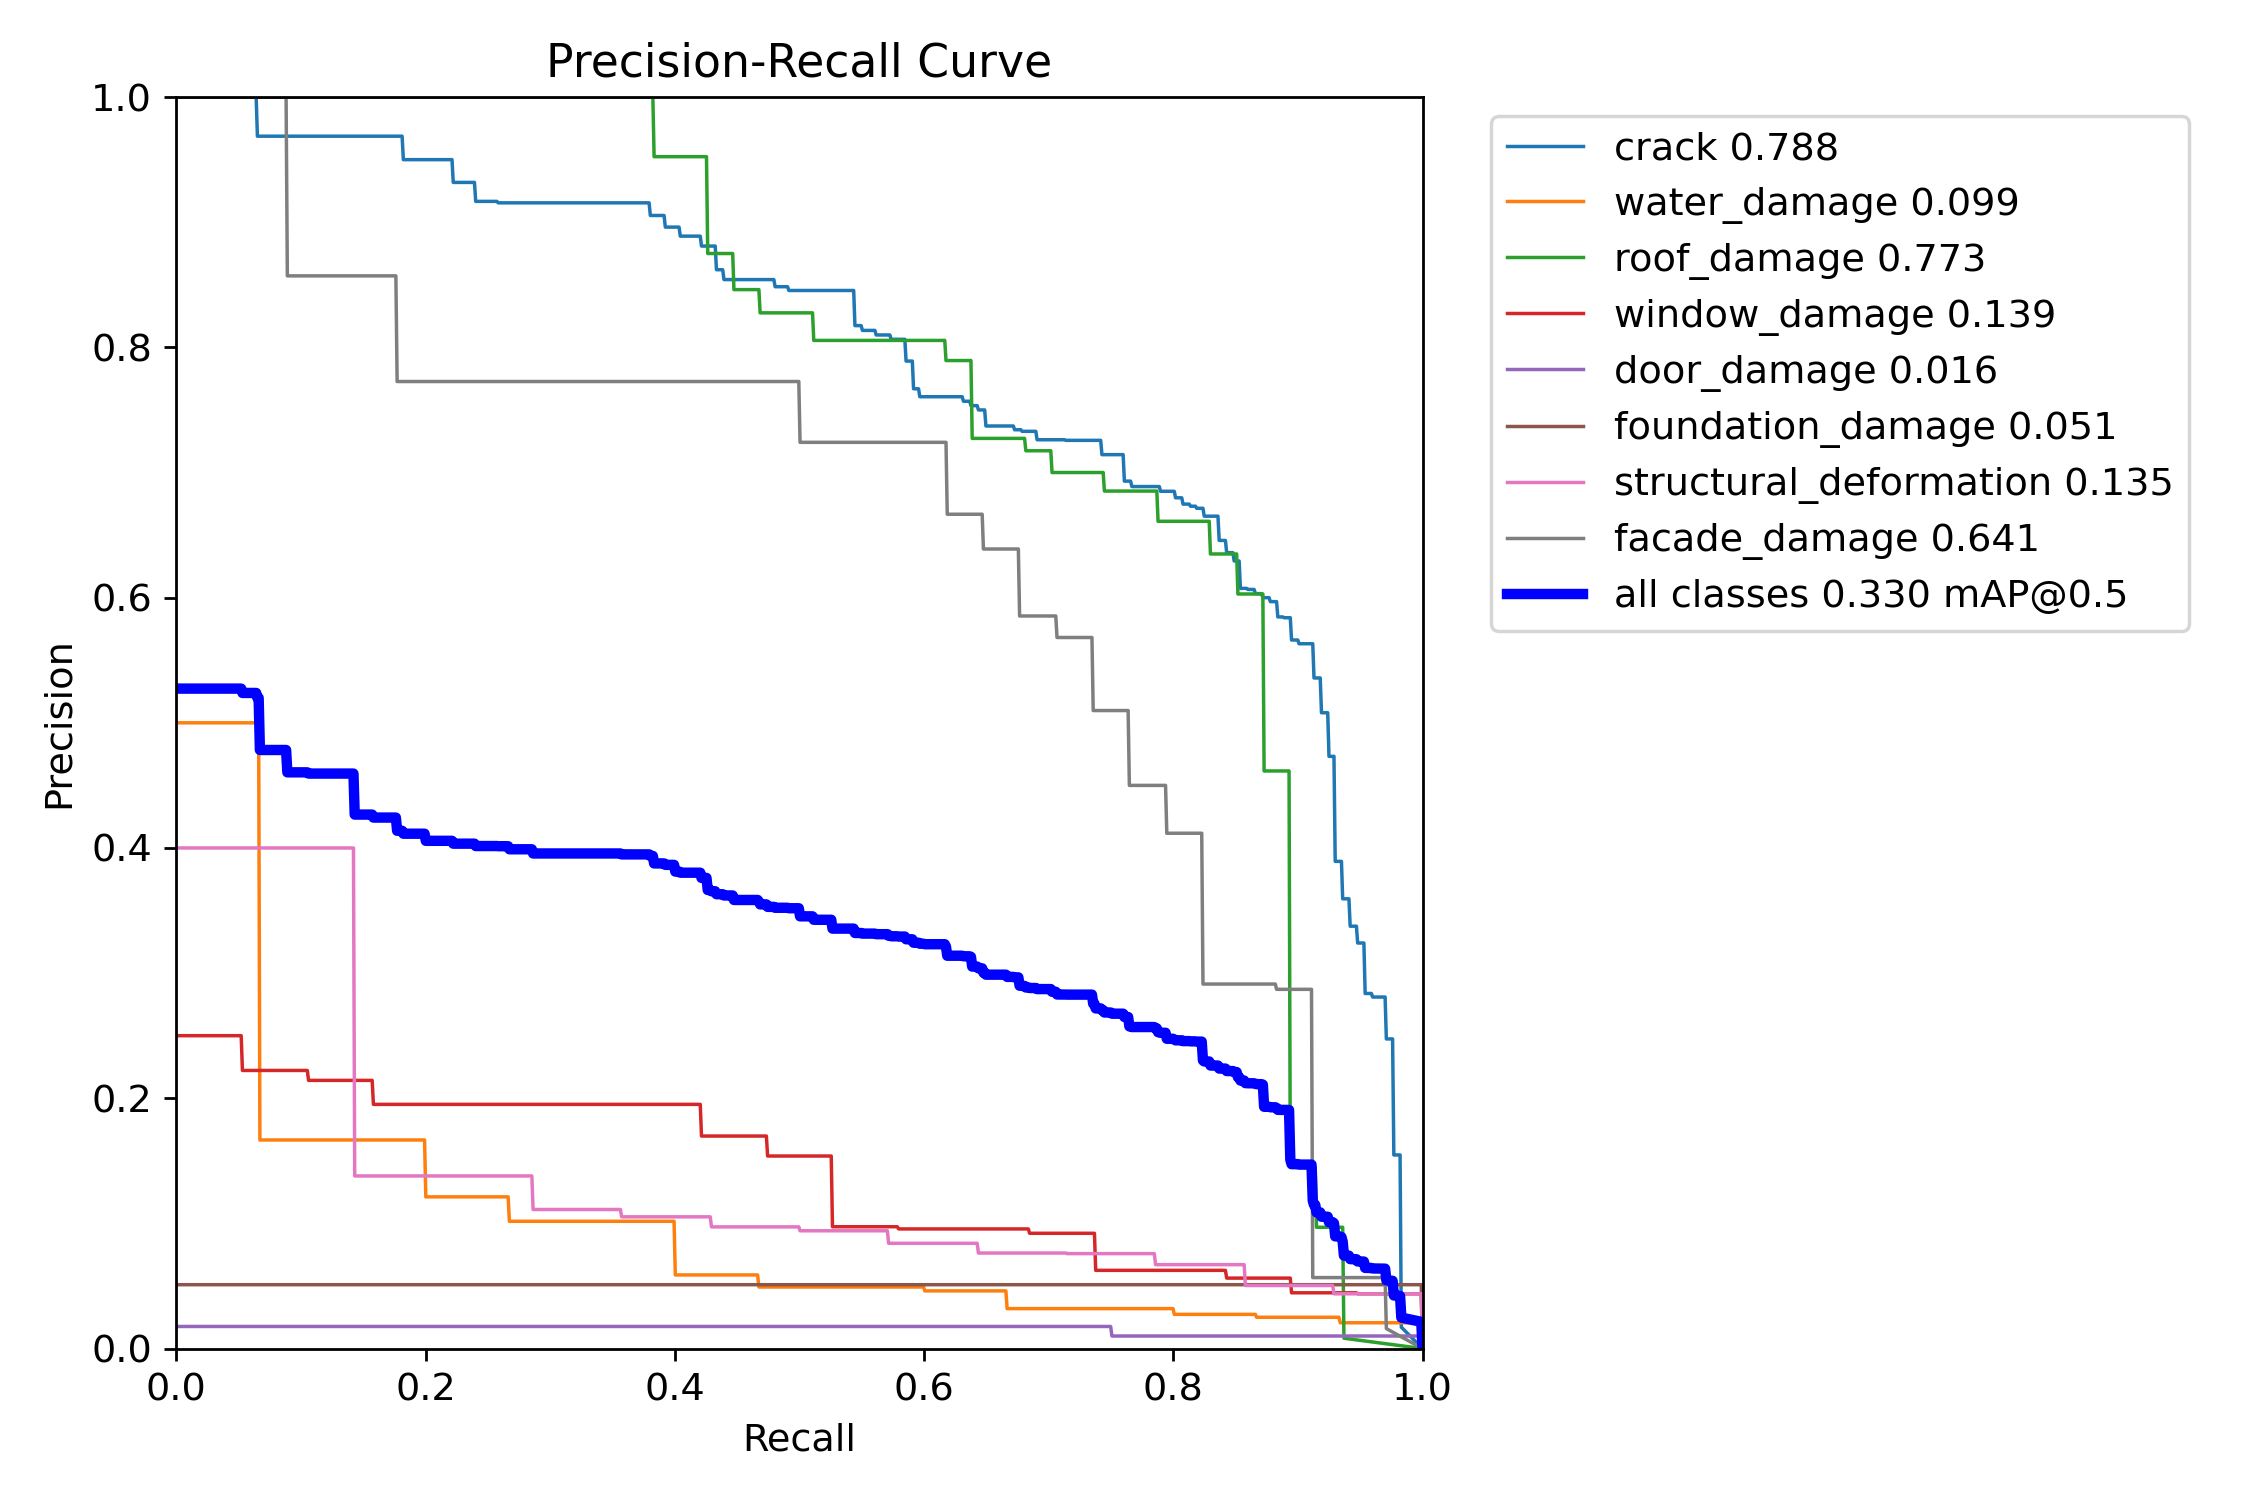 Precision-Recall Curve
1.0
0.8
0.6
0.4
0.2
0.0
Precision
0.0 0.2 0.4 0.6 0.8 1.0
Recall
crack 0.788
water_damage 0.099
roof_damage 0.773
window_damage 0.139
door_damage 0.016
foundation_damage 0.051
structural_deformation 0.135
facade_damage 0.641
all classes 0.330 mAP@0.5